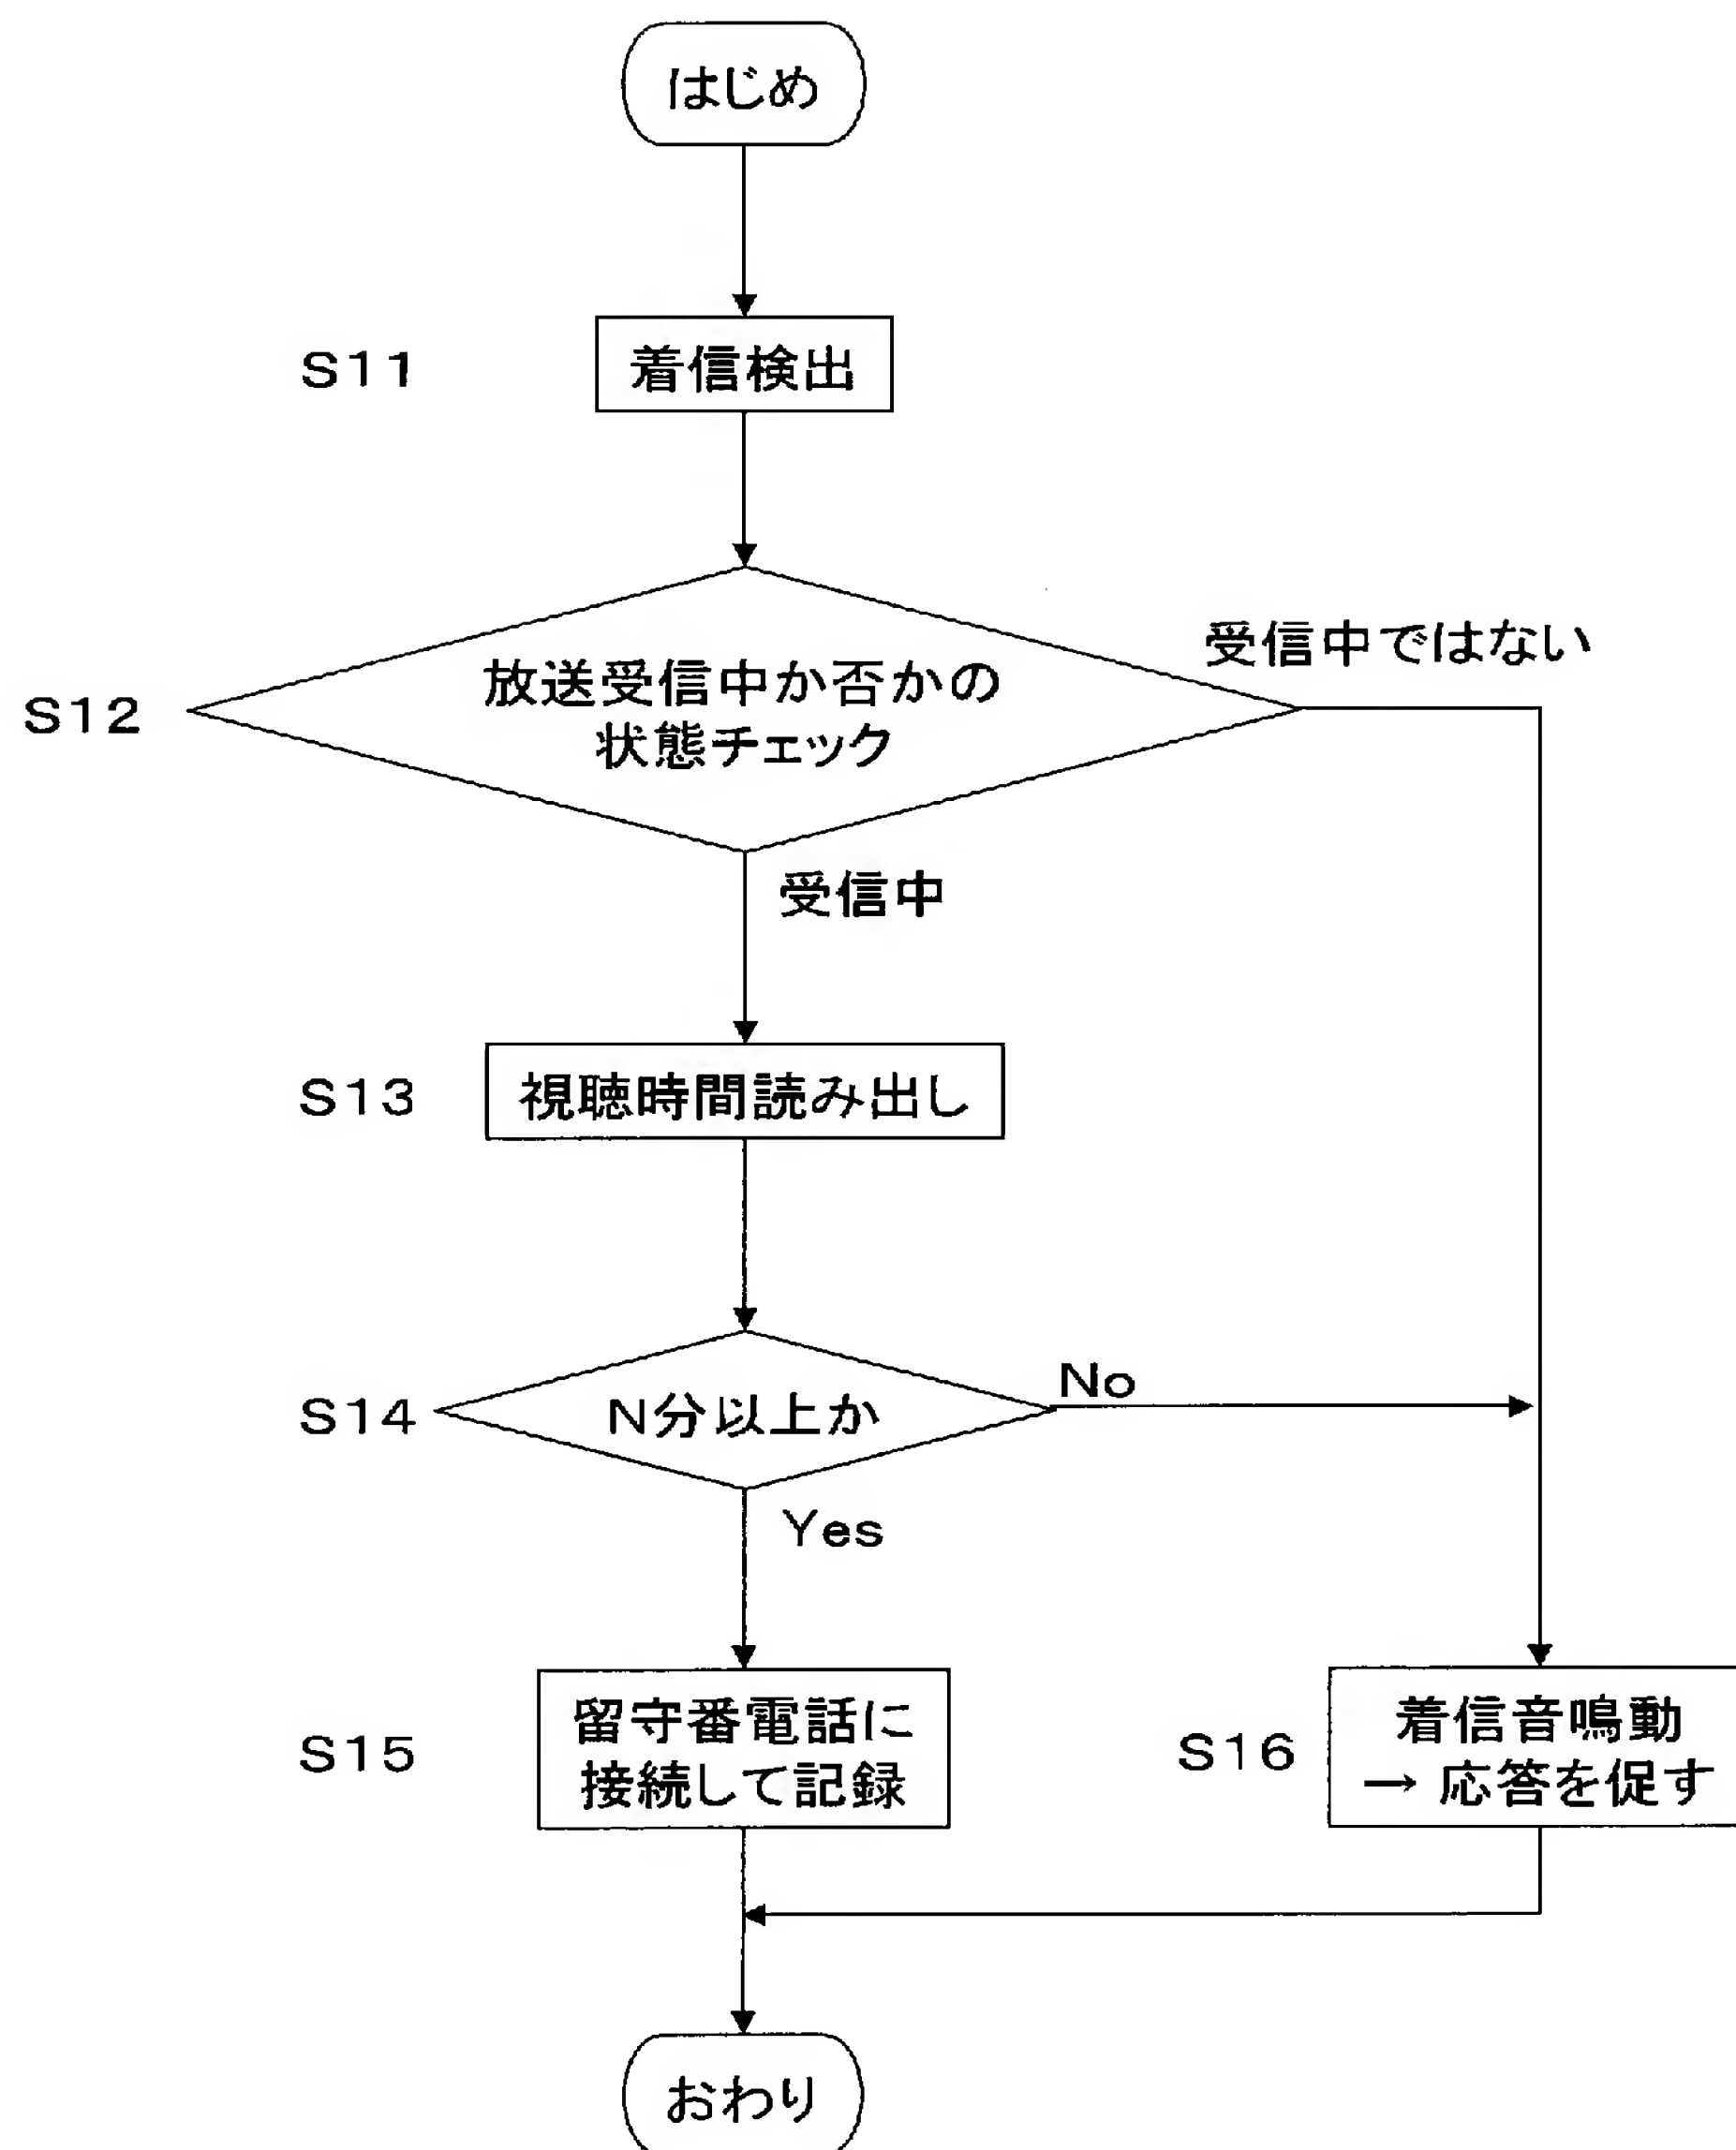 はじめ
S11
着信検出
受信中ではない
S12
放送受信中か否かの
状態チェック
受信中
S13
視聴時間読み出し
S14
N分以上か
No
Yes
S15
留守番電話に
接続して記録
S16
着信音鳴動
→ 応答を促す
おわり